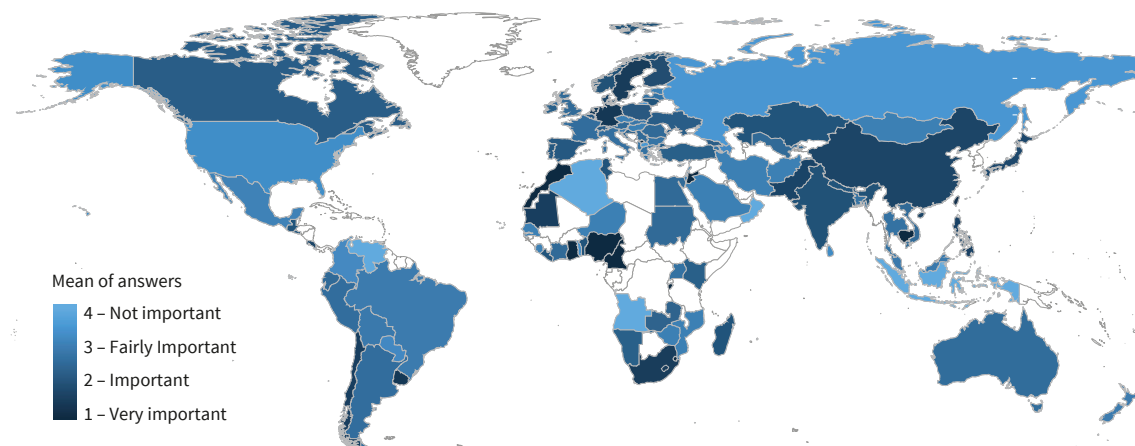 Mean of answers
4 – Not important
3 – Fairly Important
2 – Important
1 – Very important